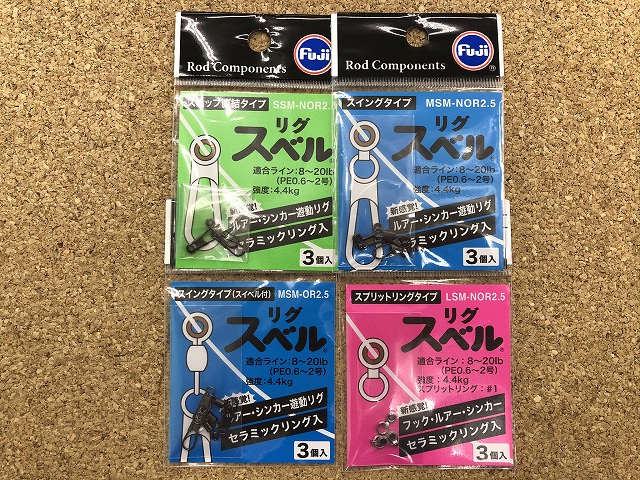 Rod Components
Fuji
Rod Components
Fuji
スナップ直結タイプ SSM-NOR2.
リグ
スベル
適合ライン:8〜20lb
(PE0.6〜2号)
強度:4.4kg
新感覚!
ルアー・シンカー遊動リグ
セラミックリング入
3個入
スイングタイプ MSM-NOR2.5
リグ
スベル
適合ライン:8〜20lb
(PE0.6〜2号)
強度:4.4kg
新感覚!
ルアー・シンカー遊動リグ
セラミックリング入
3個入
スイングタイプ(スイベル付) MSM-OR2.5
リグ
スベル
適合ライン:8〜20lb
(PE0.6〜2号)
強度:4.4kg
感覚!
アー・シンカー遊動リグ
セラミックリング入
3個入
スプリットリングタイプ LSM-NOR2.5
リグ
スベル
適合ライン:8〜20lb
(PE0.6〜2号)
強度:4.4kg
スプリットリング:#1
新感覚!
フック・ルアー・シンカー
セラミックリング入
3個入